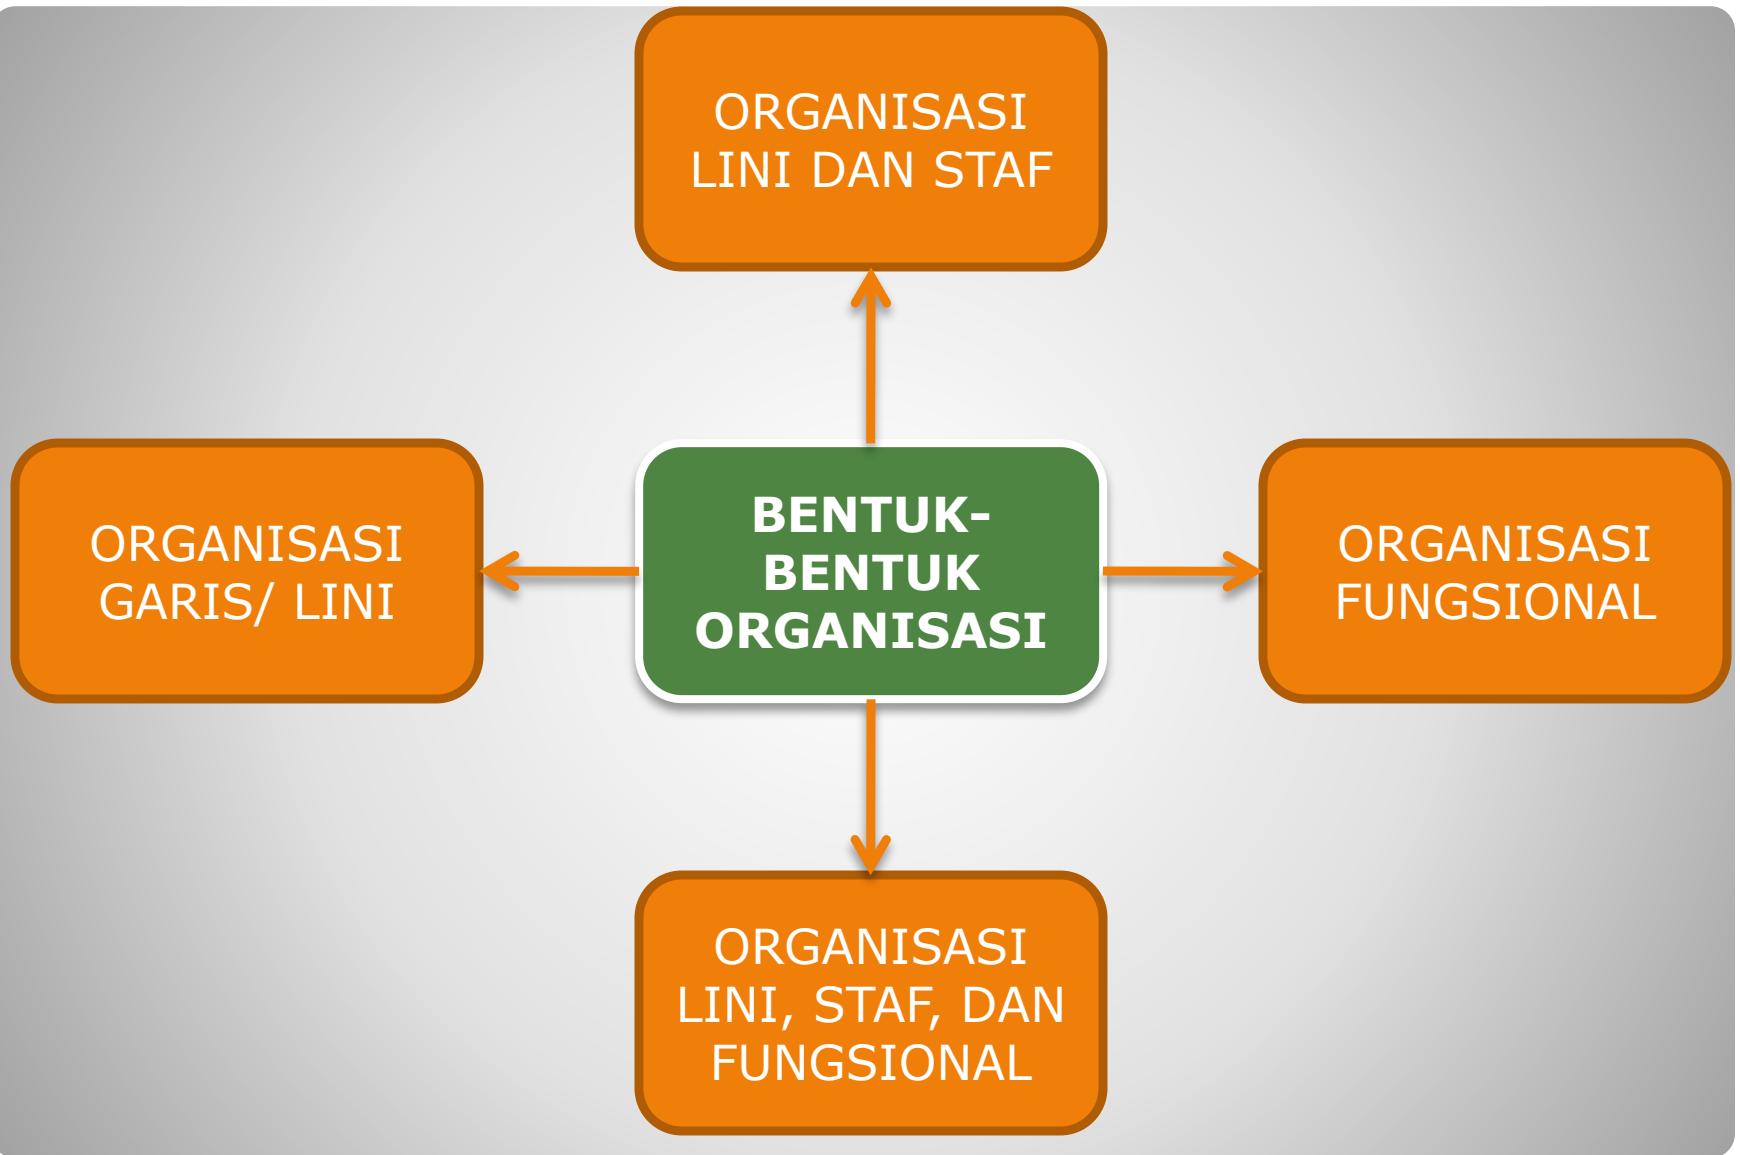 ORGANISASI
LINI DAN STAF
ORGANISASI
GARIS/ LINI
BENTUK-
BENTUK
ORGANISASI
ORGANISASI
FUNGSIONAL
ORGANISASI
LINI, STAF, DAN
FUNGSIONAL